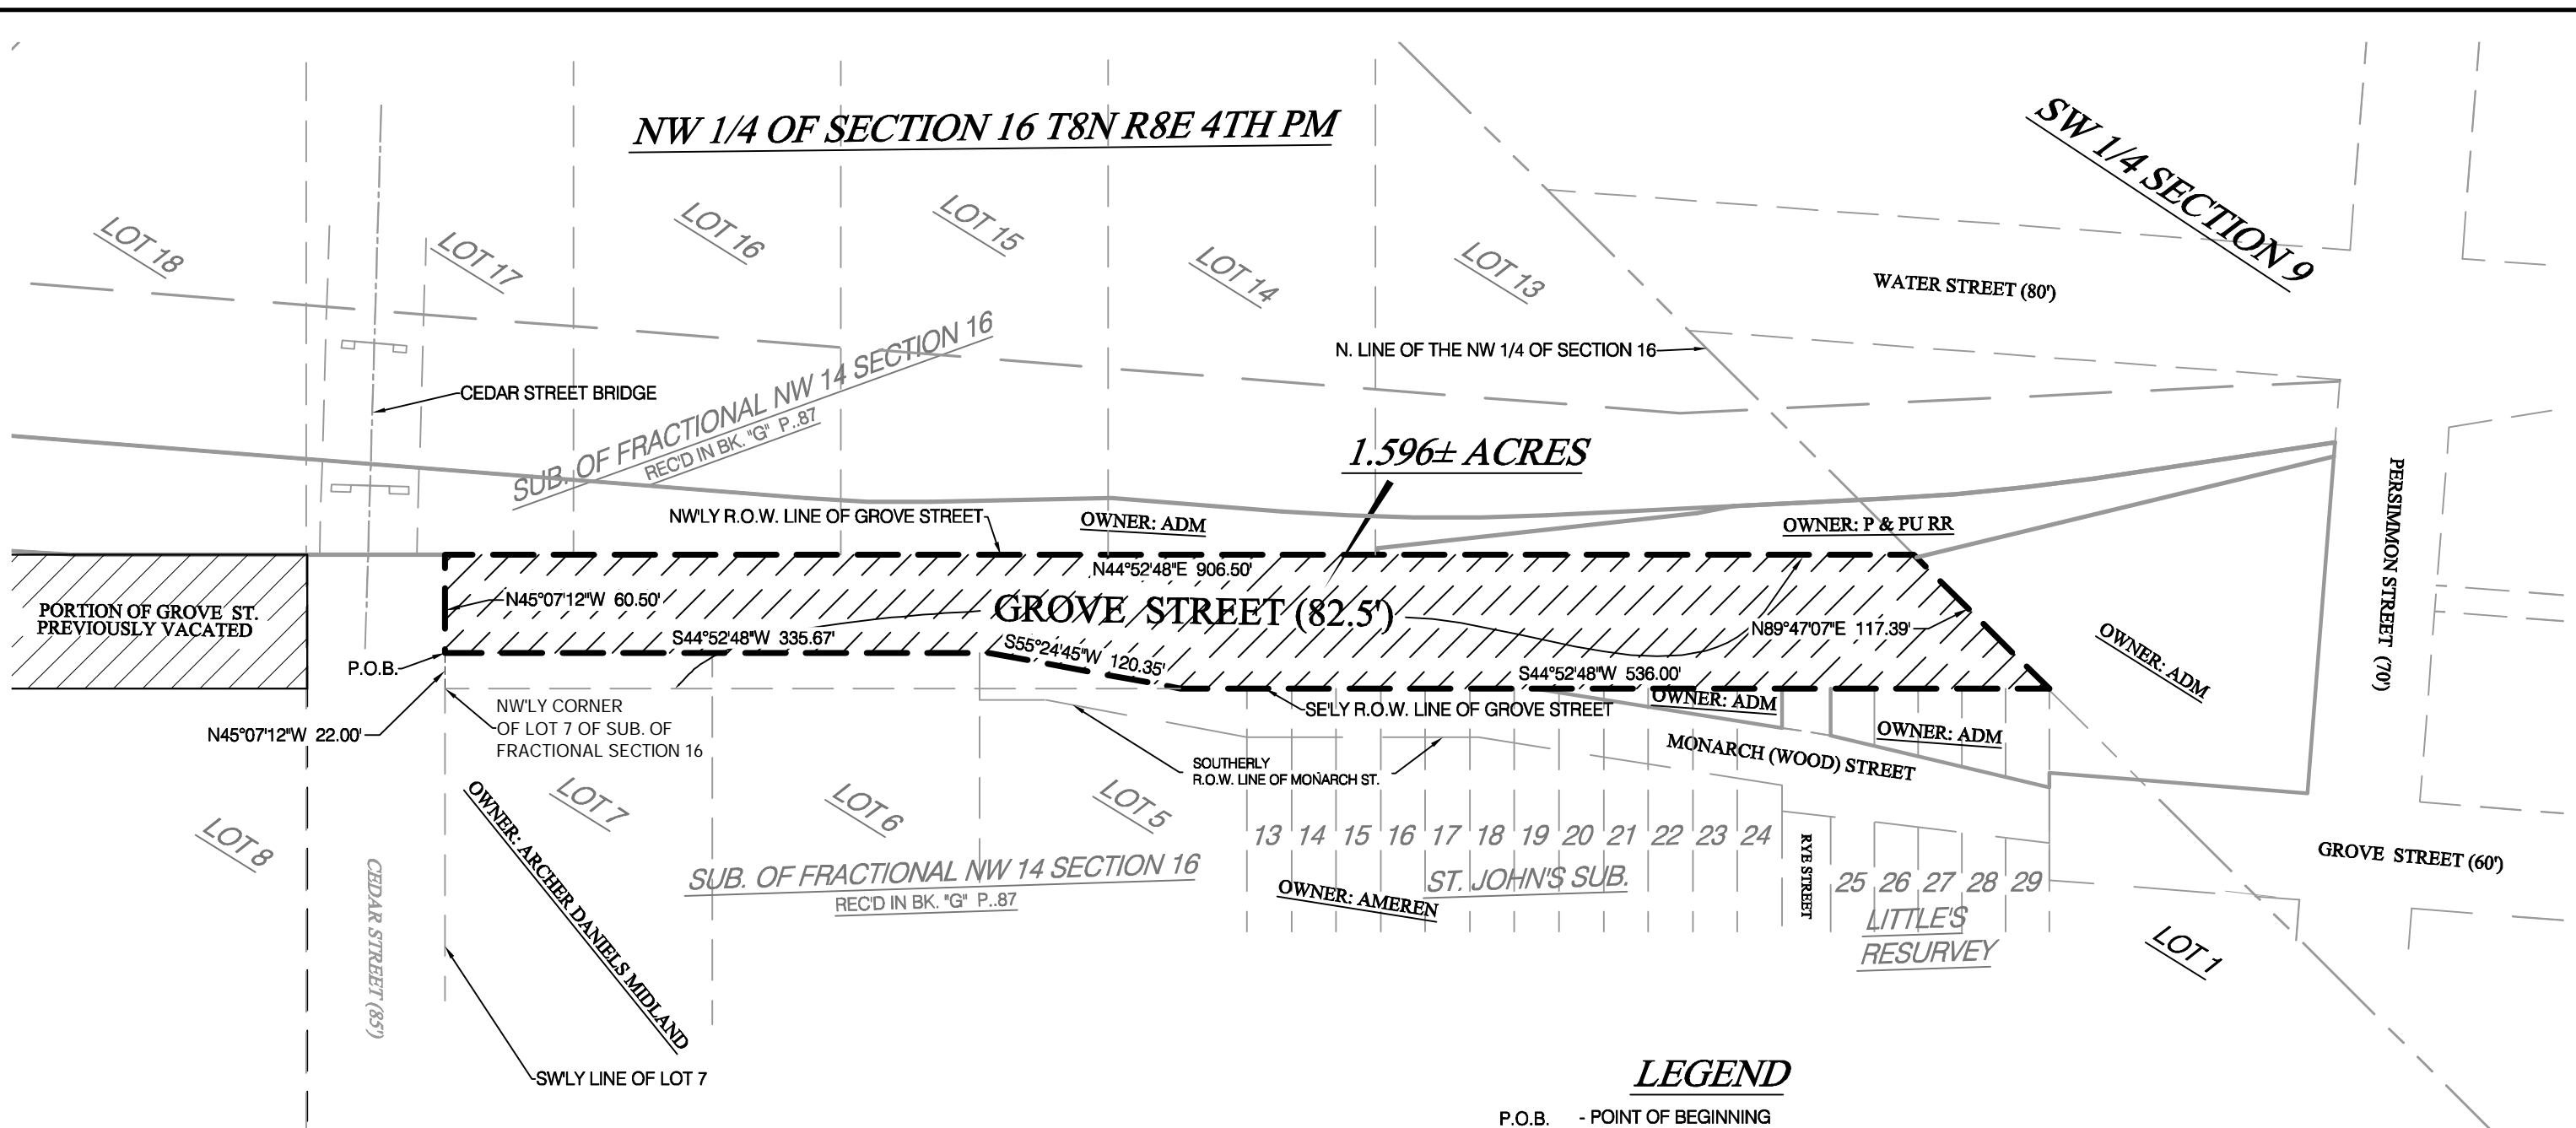 NW 1/4 OF SECTION 16 T8N R8E 4TH PM
SW 1/4 SECTION 9
LOT 18
LOT 17
LOT 16
LOT 15
LOT 14
LOT 13
WATER STREET (80')
N. LINE OF THE NW 1/4 OF SECTION 16
CEDAR STREET BRIDGE
SUB. OF FRACTIONAL NW 14 SECTION 16
REC'D IN BK. "G" P..87
1.596± ACRES
NW'LY R.O.W. LINE OF GROVE STREET
OWNER: ADM
OWNER: P & PU RR
PERSIMMON STREET (70')
N44°52'48"E 906.50'
PORTION OF GROVE ST.
PREVIOUSLY VACATED
N45°07'12"W 60.50'
GROVE STREET (82.5')
S44°52'48"W 335.67'
N89°47'07"E 117.39'
S55°24'45"W 120.35'
P.O.B.
S44°52'48"W 536.00'
OWNER: ADM
OWNER: ADM
NW'LY CORNER
OF LOT 7 OF SUB. OF
FRACTIONAL SECTION 16
N45°07'12"W 22.00'
SE'LY R.O.W. LINE OF GROVE STREET
OWNER: ADM
MONARCH (WOOD) STREET
SOUTHERLY
R.O.W. LINE OF MONARCH ST.
LOT 8
LOT 7
LOT 6
LOT 5
13 14 15 16 17 18 19 20 21 22 23 24
RYE STREET
25 26 27 28 29
GROVE STREET (60')
CEDAR STREET (85')
OWNER: ARCHER DANIELS MIDLAND
SUB. OF FRACTIONAL NW 14 SECTION 16
REC'D IN BK. "G" P..87
ST. JOHN'S SUB.
OWNER: AMEREN
LITTLE'S
RESURVEY
LOT 1
SW'LY LINE OF LOT 7
LEGEND
P.O.B. - POINT OF BEGINNING